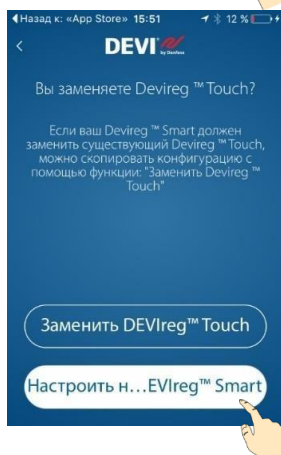 Назад к: «App Store» 15:51 12 %
DEVI
by Danfoss
Вы заменяете Devireg ™ Touch?
Если ваш Devireg ™ Smart должен
заменить существующий Devireg ™ Touch,
можно скопировать конфигурацию с
помощью функции: "Заменить Devireg ™
Touch"
Заменить DEVIreg™ Touch
Настроить н...EVIreg™ Smart